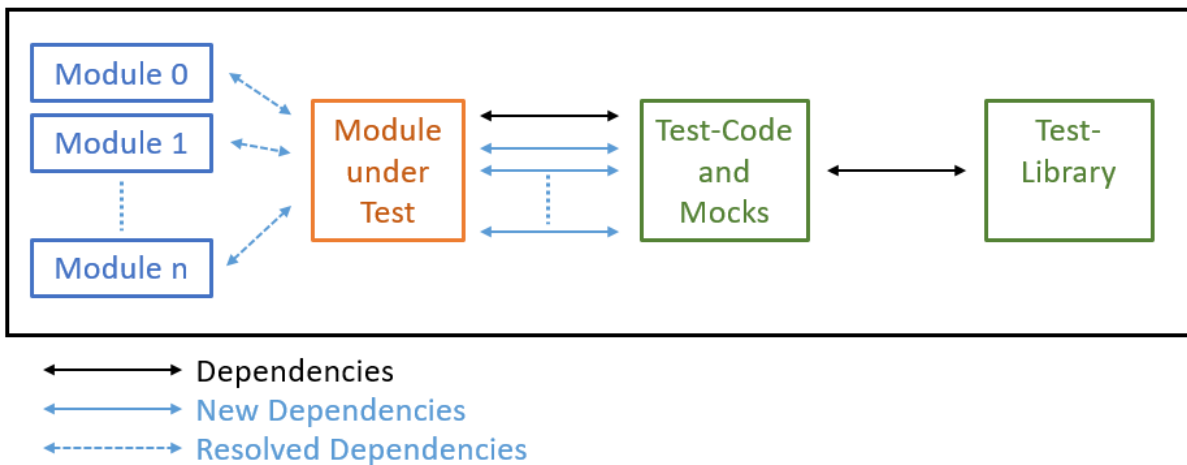 Module 0
Module 1
Module n
Module
under
Test
Test-Code
and
Mocks
Test-
Library
Dependencies
New Dependencies
Resolved Dependencies